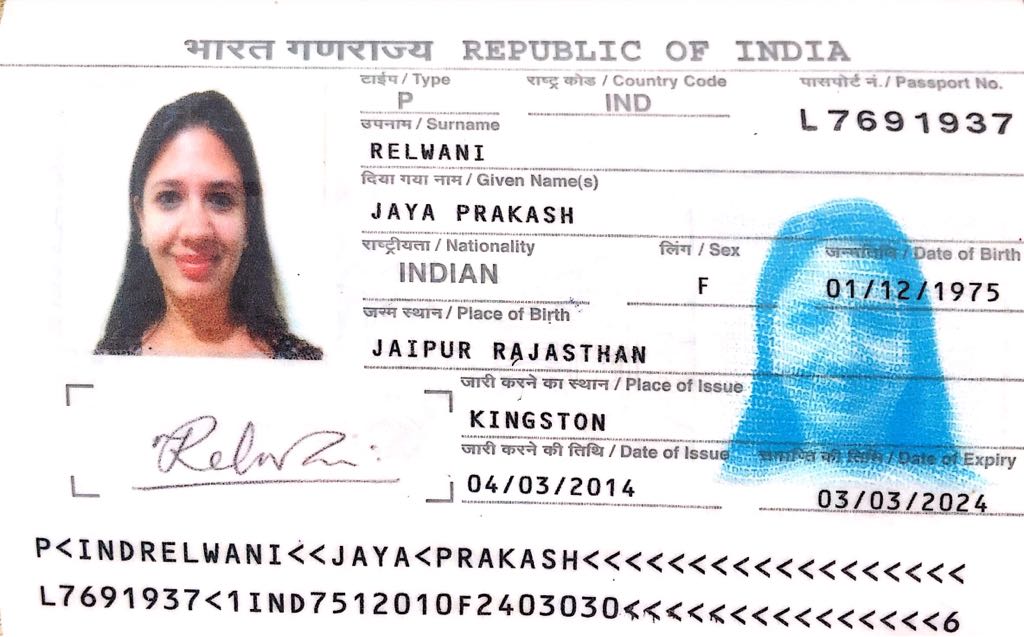 भारत गणराज्य REPUBLIC OF INDIA
टाईप / Type राष्ट्र कोड / Country Code पासपोर्ट नं. / Passport No.
P IND L7691937
उपनाम / Surname
RELWANI
दिया गया नाम / Given Name(s)
JAYA PRAKASH
राष्ट्रीयता / Nationality लिंग / Sex जन्मतिथि / Date of Birth
INDIAN F 01/12/1975
जन्म स्थान / Place of Birth
JAIPUR RAJASTHAN
जारी करने का स्थान / Place of Issue
KINGSTON
जारी करने की तिथि / Date of Issue समाप्ति की तिथि / Date of Expiry
04/03/2014 03/03/2024
Relwani
P<INDRELWANI<<JAYA<PRAKASH<<<<<<<<<<<<<<<<<<
L7691937<1IND7512010F2403030<<<<<<<<<<<<<<<6